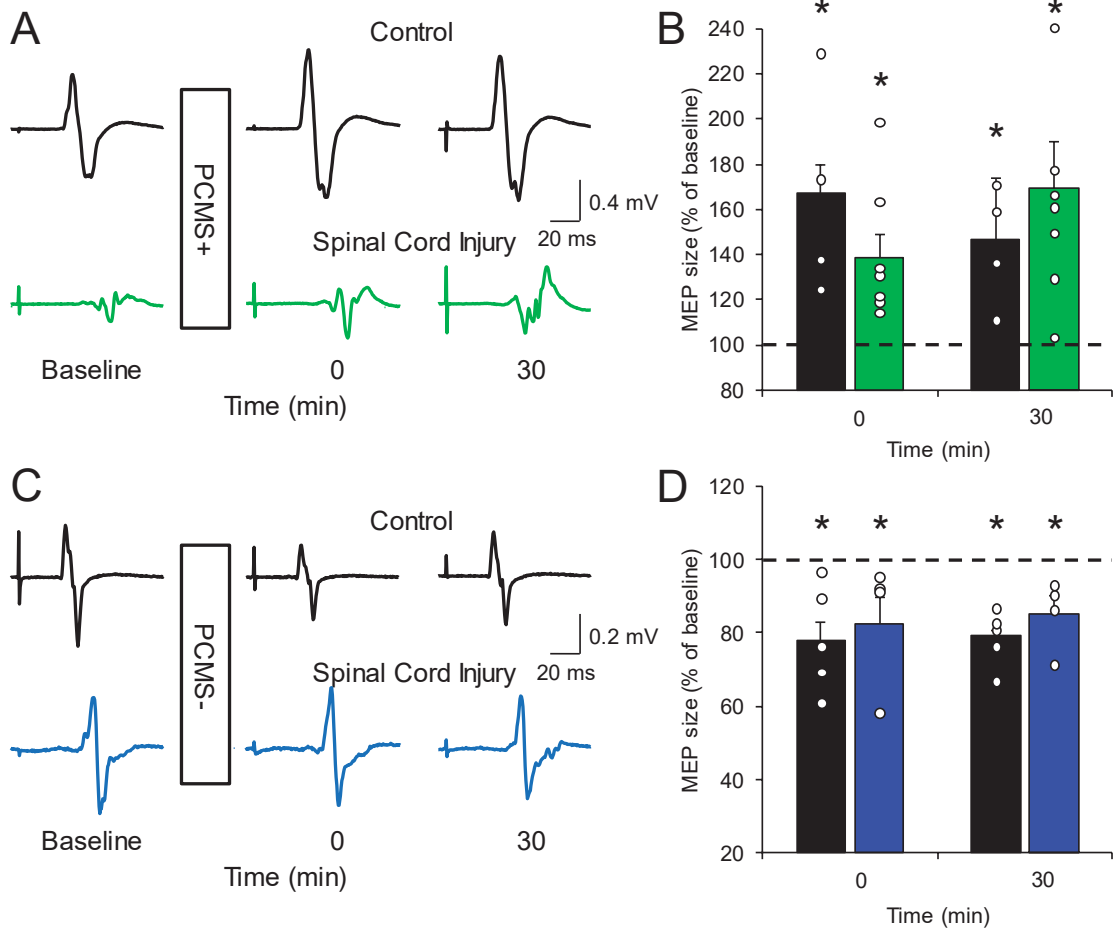 A
Control
PCMS+
0.4 mV
20 ms
Spinal Cord Injury
Baseline
0
30
Time (min)
B
*
*
*
*
MEP size (% of baseline)
240
220
200
180
160
140
120
100
80
0
30
Time (min)
C
Control
PCMS-
0.2 mV
20 ms
Spinal Cord Injury
Baseline
0
30
Time (min)
D
*
*
*
*
MEP size (% of baseline)
120
100
80
60
40
20
0
30
Time (min)